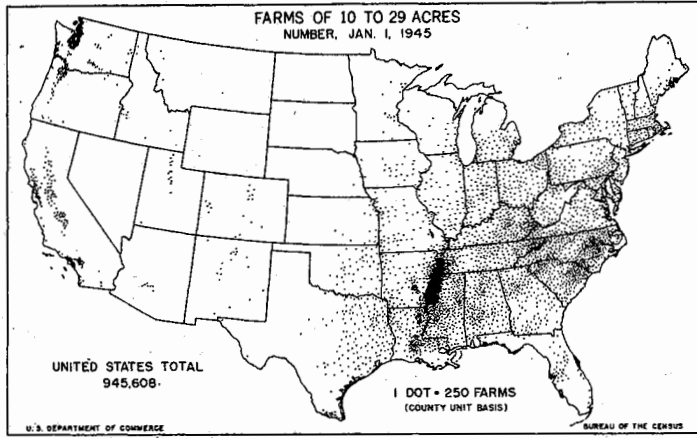 FARMS OF 10 TO 29 ACRES
NUMBER, JAN. 1, 1945
UNITED STATES TOTAL
945,608
1 DOT = 250 FARMS
(COUNTY UNIT BASIS)
U. S. DEPARTMENT OF COMMERCE
BUREAU OF THE CENSUS